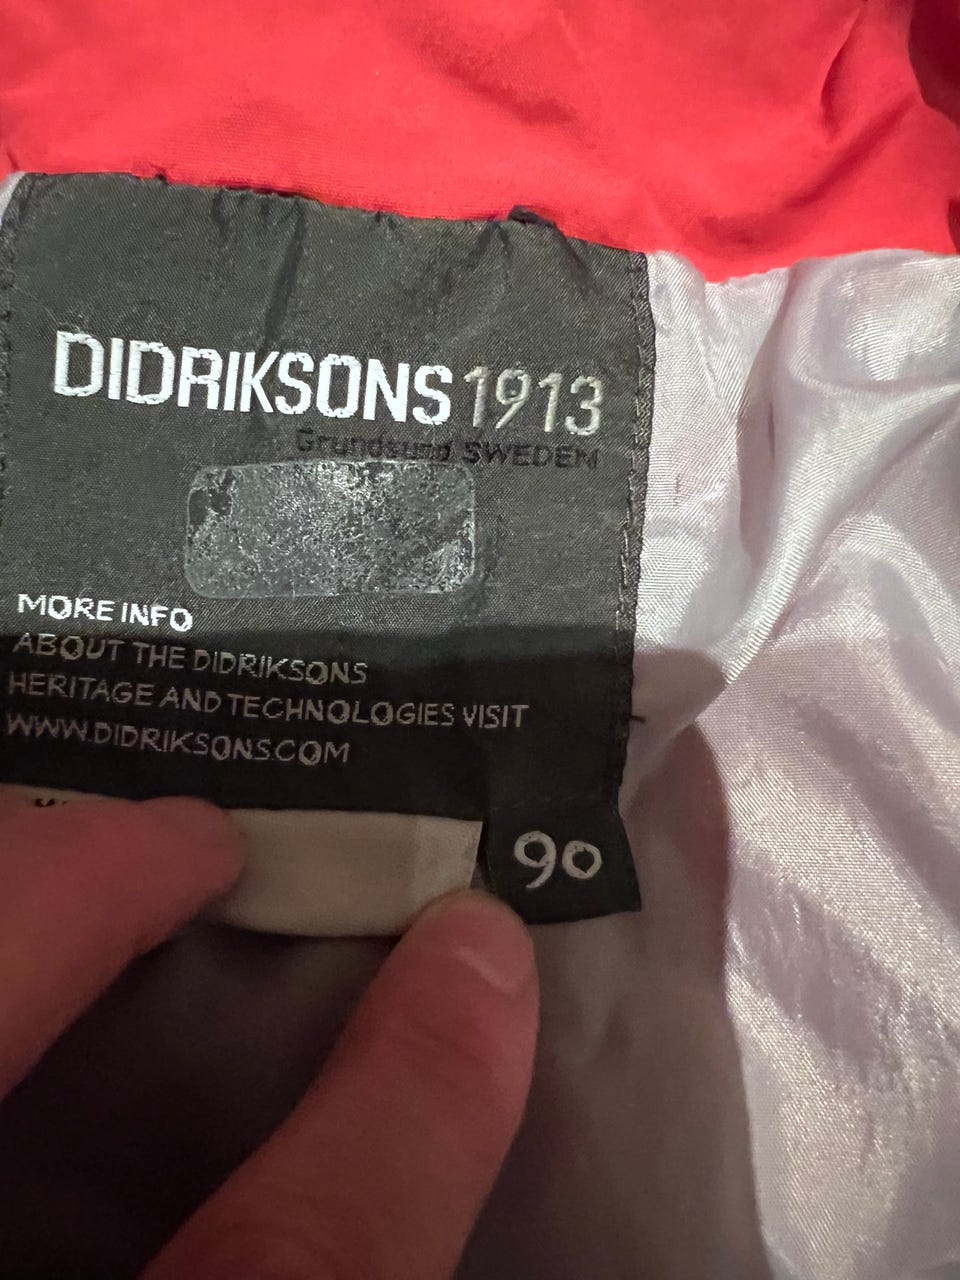 DIDRIKSONS 1913
Grundsund SWEDEN
MORE INFO
ABOUT THE DIDRIKSONS
HERITAGE AND TECHNOLOGIES VISIT
WWW.DIDRIKSONS.COM
90